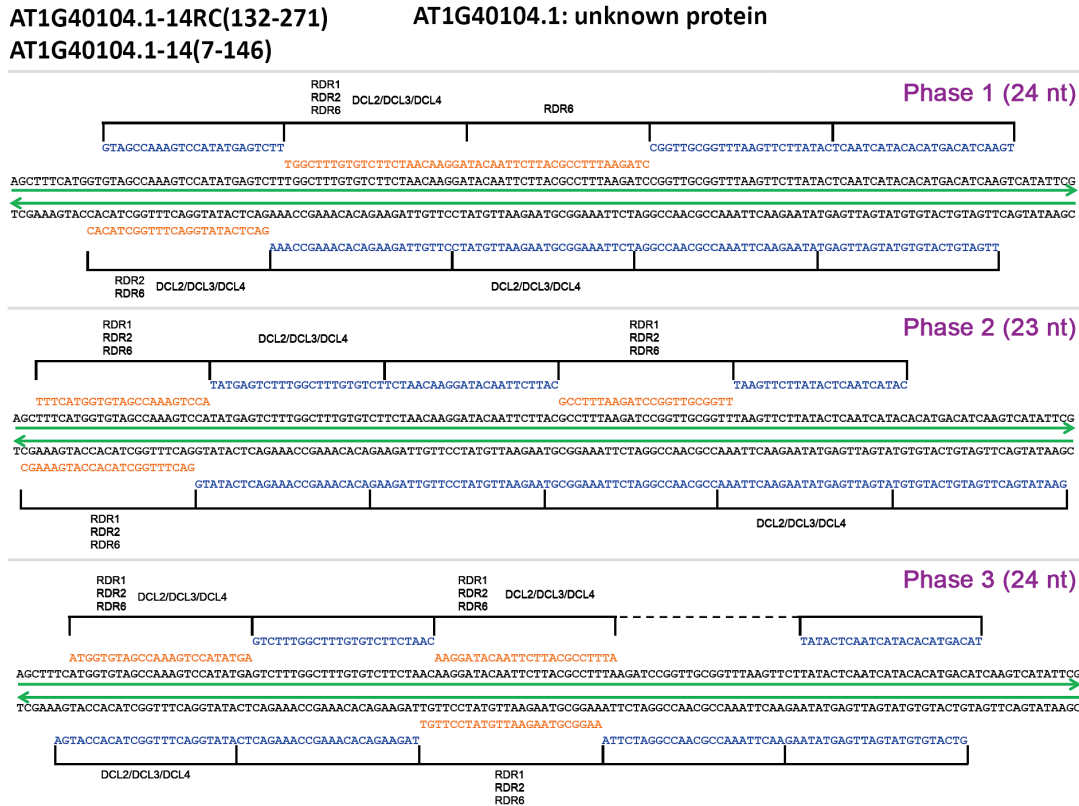 AT1G40104.1-14RC(132-271)
AT1G40104.1: unknown protein
AT1G40104.1-14(7-146)
Phase 1 (24 nt)
RDR1
RDR2
RDR6
DCL2/DCL3/DCL4
RDR6
GTAGCCAAAGTCCATATGAGTCTT
CGGTTGCGGTTTAAGTTCTTATACTCAATCATACACATGACATCAAGT
TGGCTTTGTGTCTTCTAACAAGGATACAATTCTTACGCCTTTAAGATC
AGCTTTCATGGTGTAGCCAAAGTCCATATGAGTCTTTGGCTTTGTGTCTTCTAACAAGGATACAATTCTTACGCCTTTAAGATCCGGTTGCGGTTTAAGTTCTTATACTCAATCATACACATGACATCAAGTCATATTCG
TCGAAAGTACCACATCGGTTTCAGGTATACTCAGAAACCGAAACACAGAAGATTGTTCCTATGTTAAGAATGCGGAAATTCTAGGCCAACGCCAAATTCAAGAATATGAGTTAGTATGTGTACTGTAGTTCAGTATAAGC
CACATCGGTTTCAGGTATACTCAG
AAACCGAAACACAGAAGATTGTTCCTATGTTAAGAATGCGGAAATTCTAGGCCAACGCCAAATTCAAGAATATGAGTTAGTATGTGTACTGTAGTT
RDR2
RDR6
DCL2/DCL3/DCL4
DCL2/DCL3/DCL4
Phase 2 (23 nt)
RDR1
RDR2
RDR6
DCL2/DCL3/DCL4
RDR1
RDR2
RDR6
TATGAGTCTTTGGCTTTGTGTCTTCTAACAAGGATACAATTCTTAC
TAAGTTCTTATACTCAATCATAC
TTTCATGGTGTAGCCAAAGTCCA
GCCTTTAAGATCCGGTTGCGGTT
AGCTTTCATGGTGTAGCCAAAGTCCATATGAGTCTTTGGCTTTGTGTCTTCTAACAAGGATACAATTCTTACGCCTTTAAGATCCGGTTGCGGTTTAAGTTCTTATACTCAATCATACACATGACATCAAGTCATATTCG
TCGAAAGTACCACATCGGTTTCAGGTATACTCAGAAACCGAAACACAGAAGATTGTTCCTATGTTAAGAATGCGGAAATTCTAGGCCAACGCCAAATTCAAGAATATGAGTTAGTATGTGTACTGTAGTTCAGTATAAGC
CGAAAGTACCACATCGGTTTCAG
GTATACTCAGAAACCGAAACACAGAAGATTGTTCCTATGTTAAGAATGCGGAAATTCTAGGCCAACGCCAAATTCAAGAATATGAGTTAGTATGTGTACTGTAGTTCAGTATAAG
RDR1
RDR2
RDR6
DCL2/DCL3/DCL4
Phase 3 (24 nt)
RDR1
RDR2
RDR6
DCL2/DCL3/DCL4
RDR1
RDR2
RDR6
DCL2/DCL3/DCL4
GTCTTTGGCTTTGTGTCTTCTAAC
TATACTCAATCATACACATGACAT
ATGGTGTAGCCAAAGTCCATATGA
AAGGATACAATTCTTACGCCTTTA
AGCTTTCATGGTGTAGCCAAAGTCCATATGAGTCTTTGGCTTTGTGTCTTCTAACAAGGATACAATTCTTACGCCTTTAAGATCCGGTTGCGGTTTAAGTTCTTATACTCAATCATACACATGACATCAAGTCATATTCG
TCGAAAGTACCACATCGGTTTCAGGTATACTCAGAAACCGAAACACAGAAGATTGTTCCTATGTTAAGAATGCGGAAATTCTAGGCCAACGCCAAATTCAAGAATATGAGTTAGTATGTGTACTGTAGTTCAGTATAAGC
TGTTCCTATGTTAAGAATGCGGAA
AGTACCACATCGGTTTCAGGTATACTCAGAAACCGAAACACAGAAGAT
ATTCTAGGCCAACGCCAAATTCAAGAATATGAGTTAGTATGTGTACTG
DCL2/DCL3/DCL4
RDR1
RDR2
RDR6